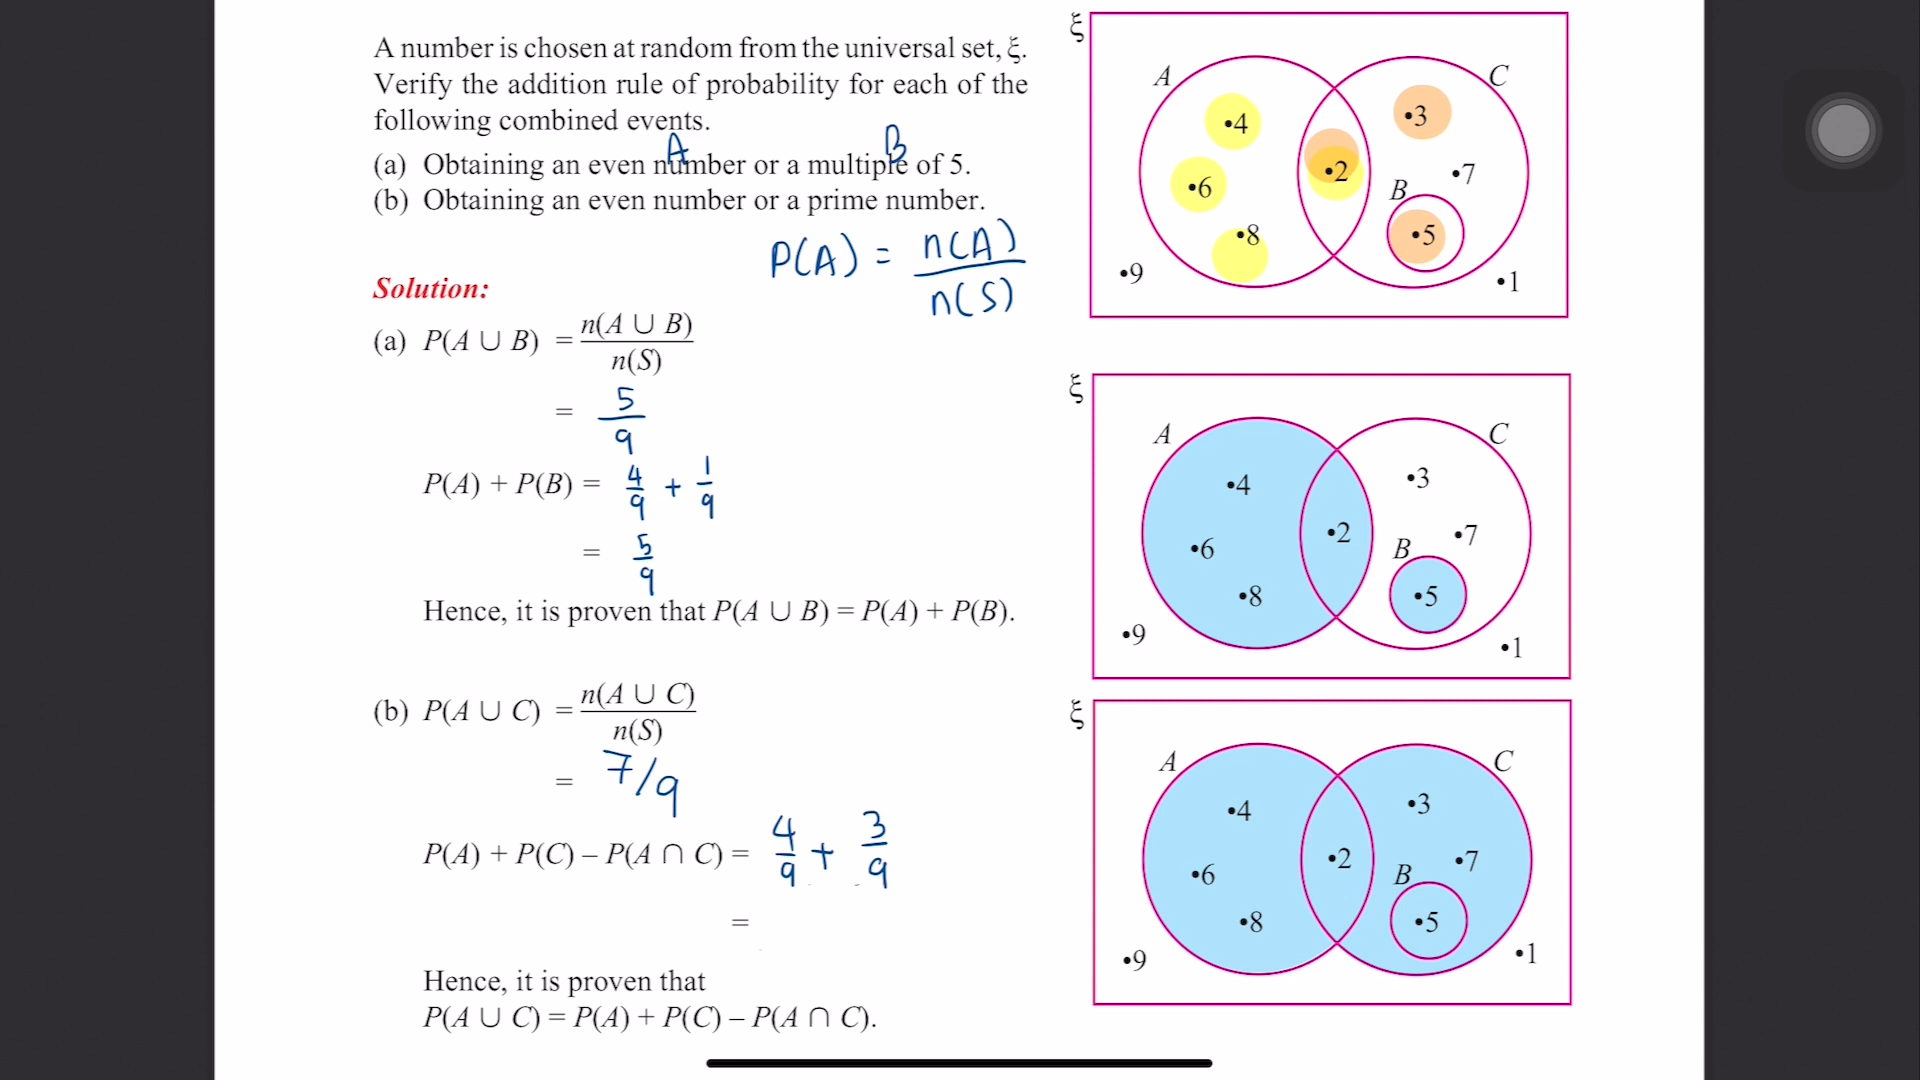 A number is chosen at random from the universal set, ξ.
Verify the addition rule of probability for each of the
following combined events.
A B
(a) Obtaining an even number or a multiple of 5.
(b) Obtaining an even number or a prime number.
P(A) = n(A)/n(S)
Solution:
(a) P(A ∪ B) = n(A ∪ B)/n(S)
= 5/9
P(A) + P(B) = 4/9 + 1/9
= 5/9
Hence, it is proven that P(A ∪ B) = P(A) + P(B).
(b) P(A ∪ C) = n(A ∪ C)/n(S)
= 7/9
P(A) + P(C) – P(A ∩ C) = 4/9 + 3/9
=
Hence, it is proven that
P(A ∪ C) = P(A) + P(C) – P(A ∩ C).
ξ
A C
•4 •3
•2 •7
•6 B
•8 •5
•9 •1
ξ
A C
•4 •3
•2 •7
•6 B
•8 •5
•9 •1
ξ
A C
•4 •3
•2 •7
•6 B
•8 •5
•9 •1